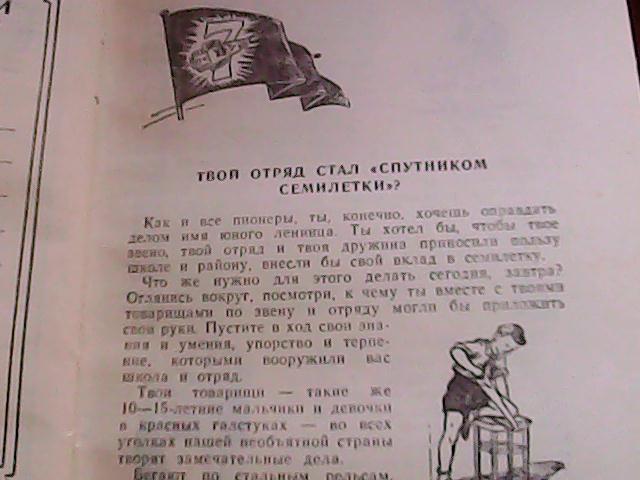 И
7
ТВОЙ ОТРЯД СТАЛ «СПУТНИКОМ
СЕМИЛЕТКИ»?
Как и все пионеры, ты, конечно, хочешь оправдать
делом имя юного ленинца. Ты хотел бы, чтобы твое
звено, твой отряд и твоя дружина приносили пользу
школе и району, внесли бы свой вклад в семилетку.
Что же нужно для этого делать сегодня, завтра?
Оглянись вокруг, посмотри, к чему ты вместе с твоими
товарищами по звену и отряду могли бы приложить
свои руки. Пустите в ход свои зна-
ния и умения, упорство и терпе-
ние, которыми вооружили вас
школа и отряд.
Твои товарищи — такие же
10—15-летние мальчики и девочки
в красных галстуках — во всех
уголках нашей необъятной страны
творят замечательные дела.
Бегают по стальным рельсам,